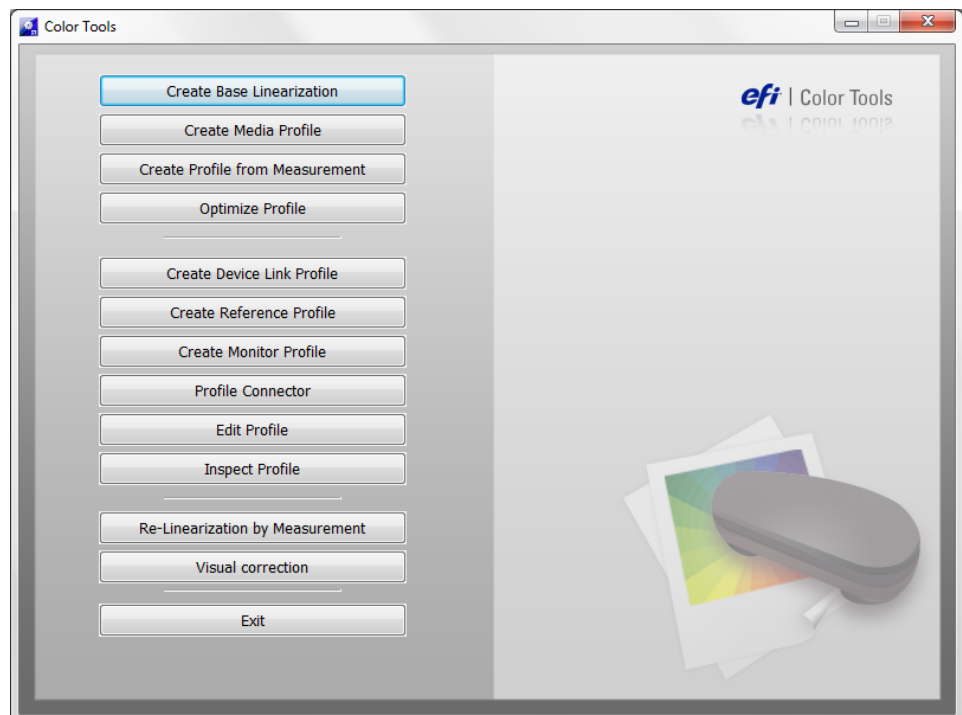 Color Tools
Create Base Linearization
Create Media Profile
Create Profile from Measurement
Optimize Profile
Create Device Link Profile
Create Reference Profile
Create Monitor Profile
Profile Connector
Edit Profile
Inspect Profile
Re-Linearization by Measurement
Visual correction
Exit
efi | Color Tools